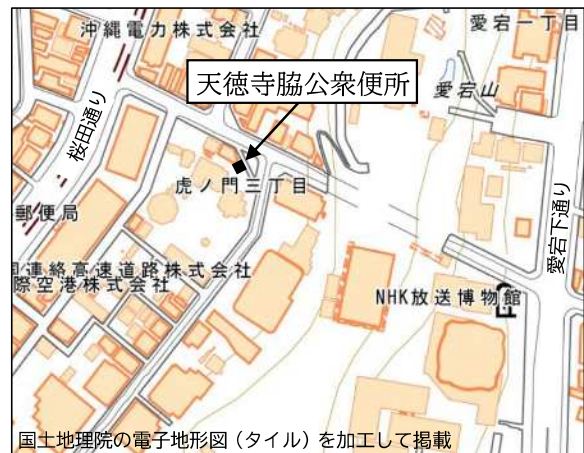 沖縄電力株式会社
愛宕一丁目
天徳寺脇公衆便所
愛宕山
桜田通り
虎ノ門三丁目
郵便局
愛宕下通り
連絡高速道路株式会社
際空港株式会社
NHK放送博物館
国土地理院の電子地形図（タイル）を加工して掲載